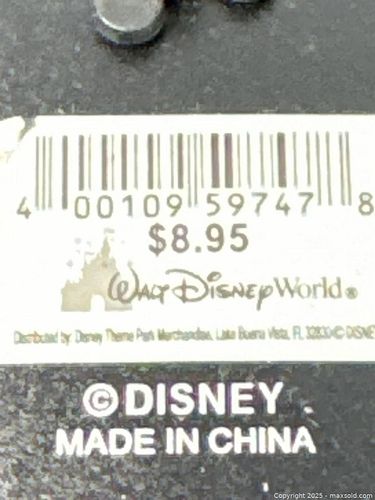 4 00109 59747 8
$8.95
Walt Disney World®
Distributed by Disney Theme Park Merchandise, Lake Buena Vista, FL 32830 © DISNEY
© DISNEY
MADE IN CHINA
Copyright 2025 - maxsold.com